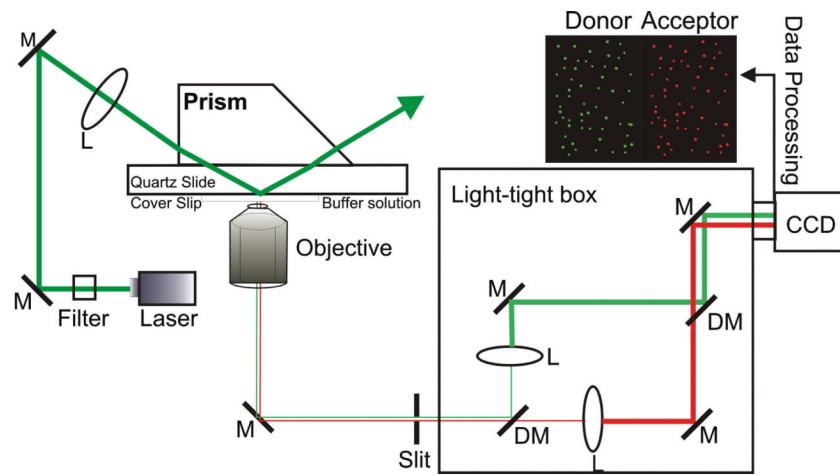 Donor Acceptor
Data Processing
M
L
Prism
Quartz Slide
Cover Slip
Buffer solution
Light-tight box
Objective
M
CCD
M
Filter
Laser
M
DM
L
M
Slit
DM
L
M